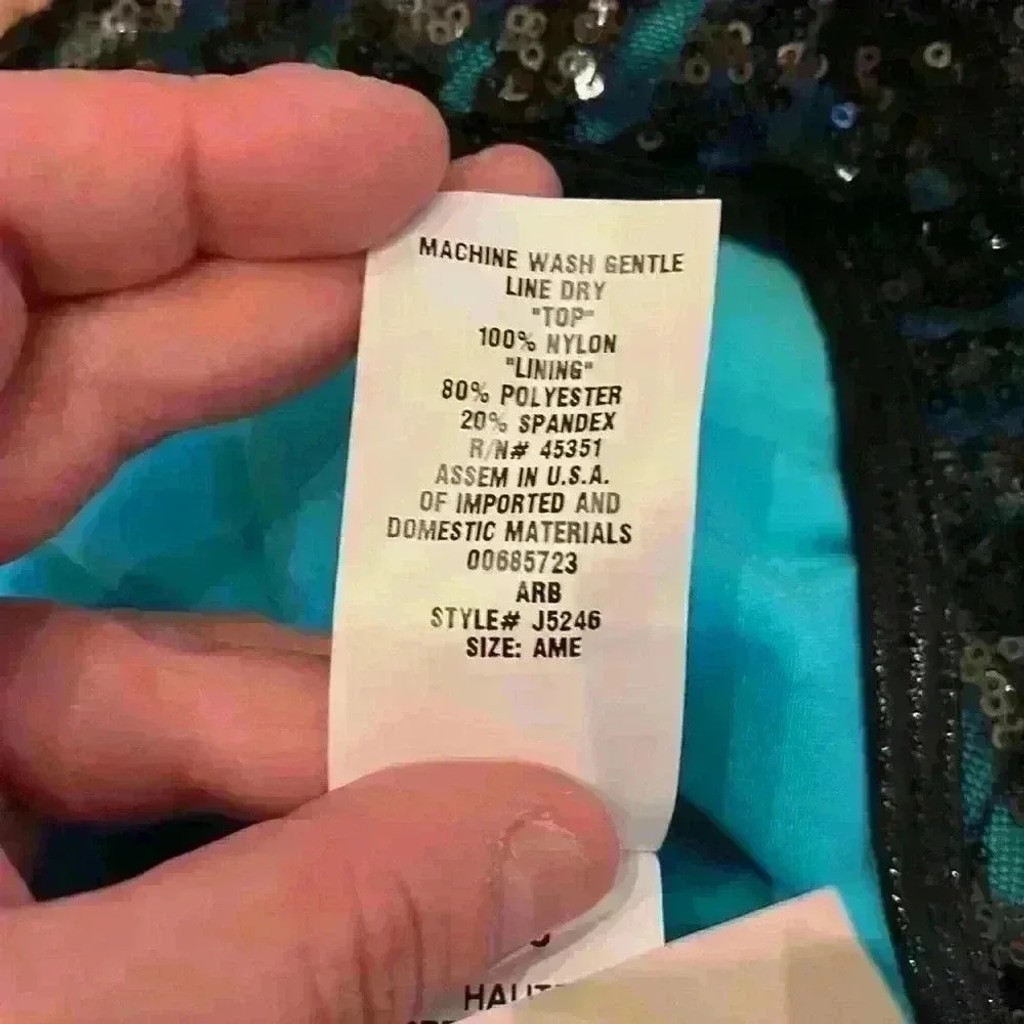 MACHINE WASH GENTLE
LINE DRY
"TOP"
100% NYLON
"LINING"
80% POLYESTER
20% SPANDEX
R/N# 45351
ASSEM IN U.S.A.
OF IMPORTED AND
DOMESTIC MATERIALS
00685723
ARB
STYLE# J5246
SIZE: AME